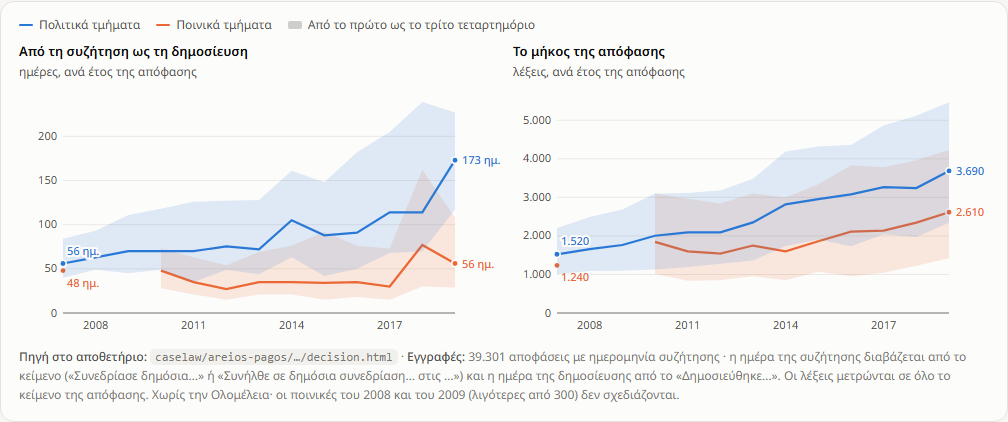 Πολιτικά τμήματα Ποινικά τμήματα Από το πρώτο ως το τρίτο τεταρτημόριο
Από τη συζήτηση ως τη δημοσίευση
ημέρες, ανά έτος της απόφασης
200
150
100
50
0
173 ημ.
56 ημ.
56 ημ.
48 ημ.
2008 2011 2014 2017
Το μήκος της απόφασης
λέξεις, ανά έτος της απόφασης
5.000
4.000
3.000
2.000
1.000
0
3.690
2.610
1.520
1.240
2008 2011 2014 2017
Πηγή στο αποθετήριο: caselaw/areios-pagos/…/decision.html · Εγγραφές: 39.301 αποφάσεις με ημερομηνία συζήτησης · η ημέρα της συζήτησης διαβάζεται από το
κείμενο («Συνεδρίασε δημόσια…» ή «Συνήλθε σε δημόσια συνεδρίαση… στις …») και η ημέρα της δημοσίευσης από το «Δημοσιεύθηκε…». Οι λέξεις μετρώνται σε όλο το
κείμενο της απόφασης. Χωρίς την Ολομέλεια· οι ποινικές του 2008 και του 2009 (λιγότερες από 300) δεν σχεδιάζονται.